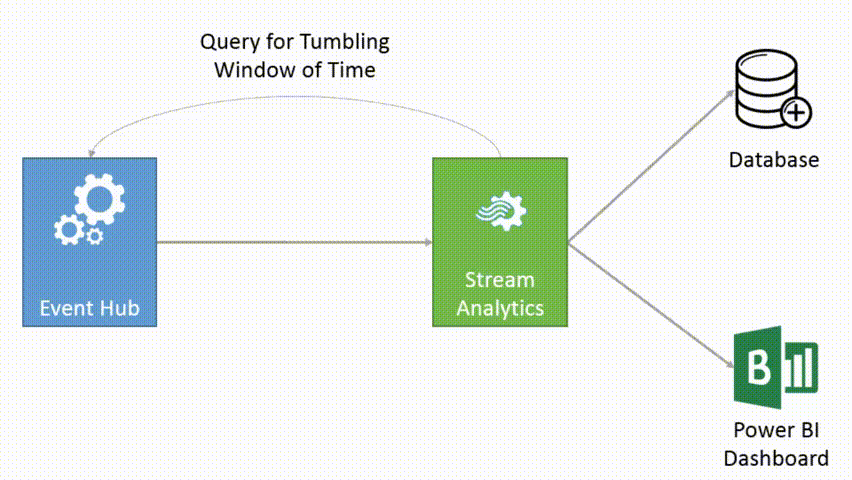 Query for Tumbling
Window of Time
Database
Event Hub
Stream
Analytics
B
Power BI
Dashboard